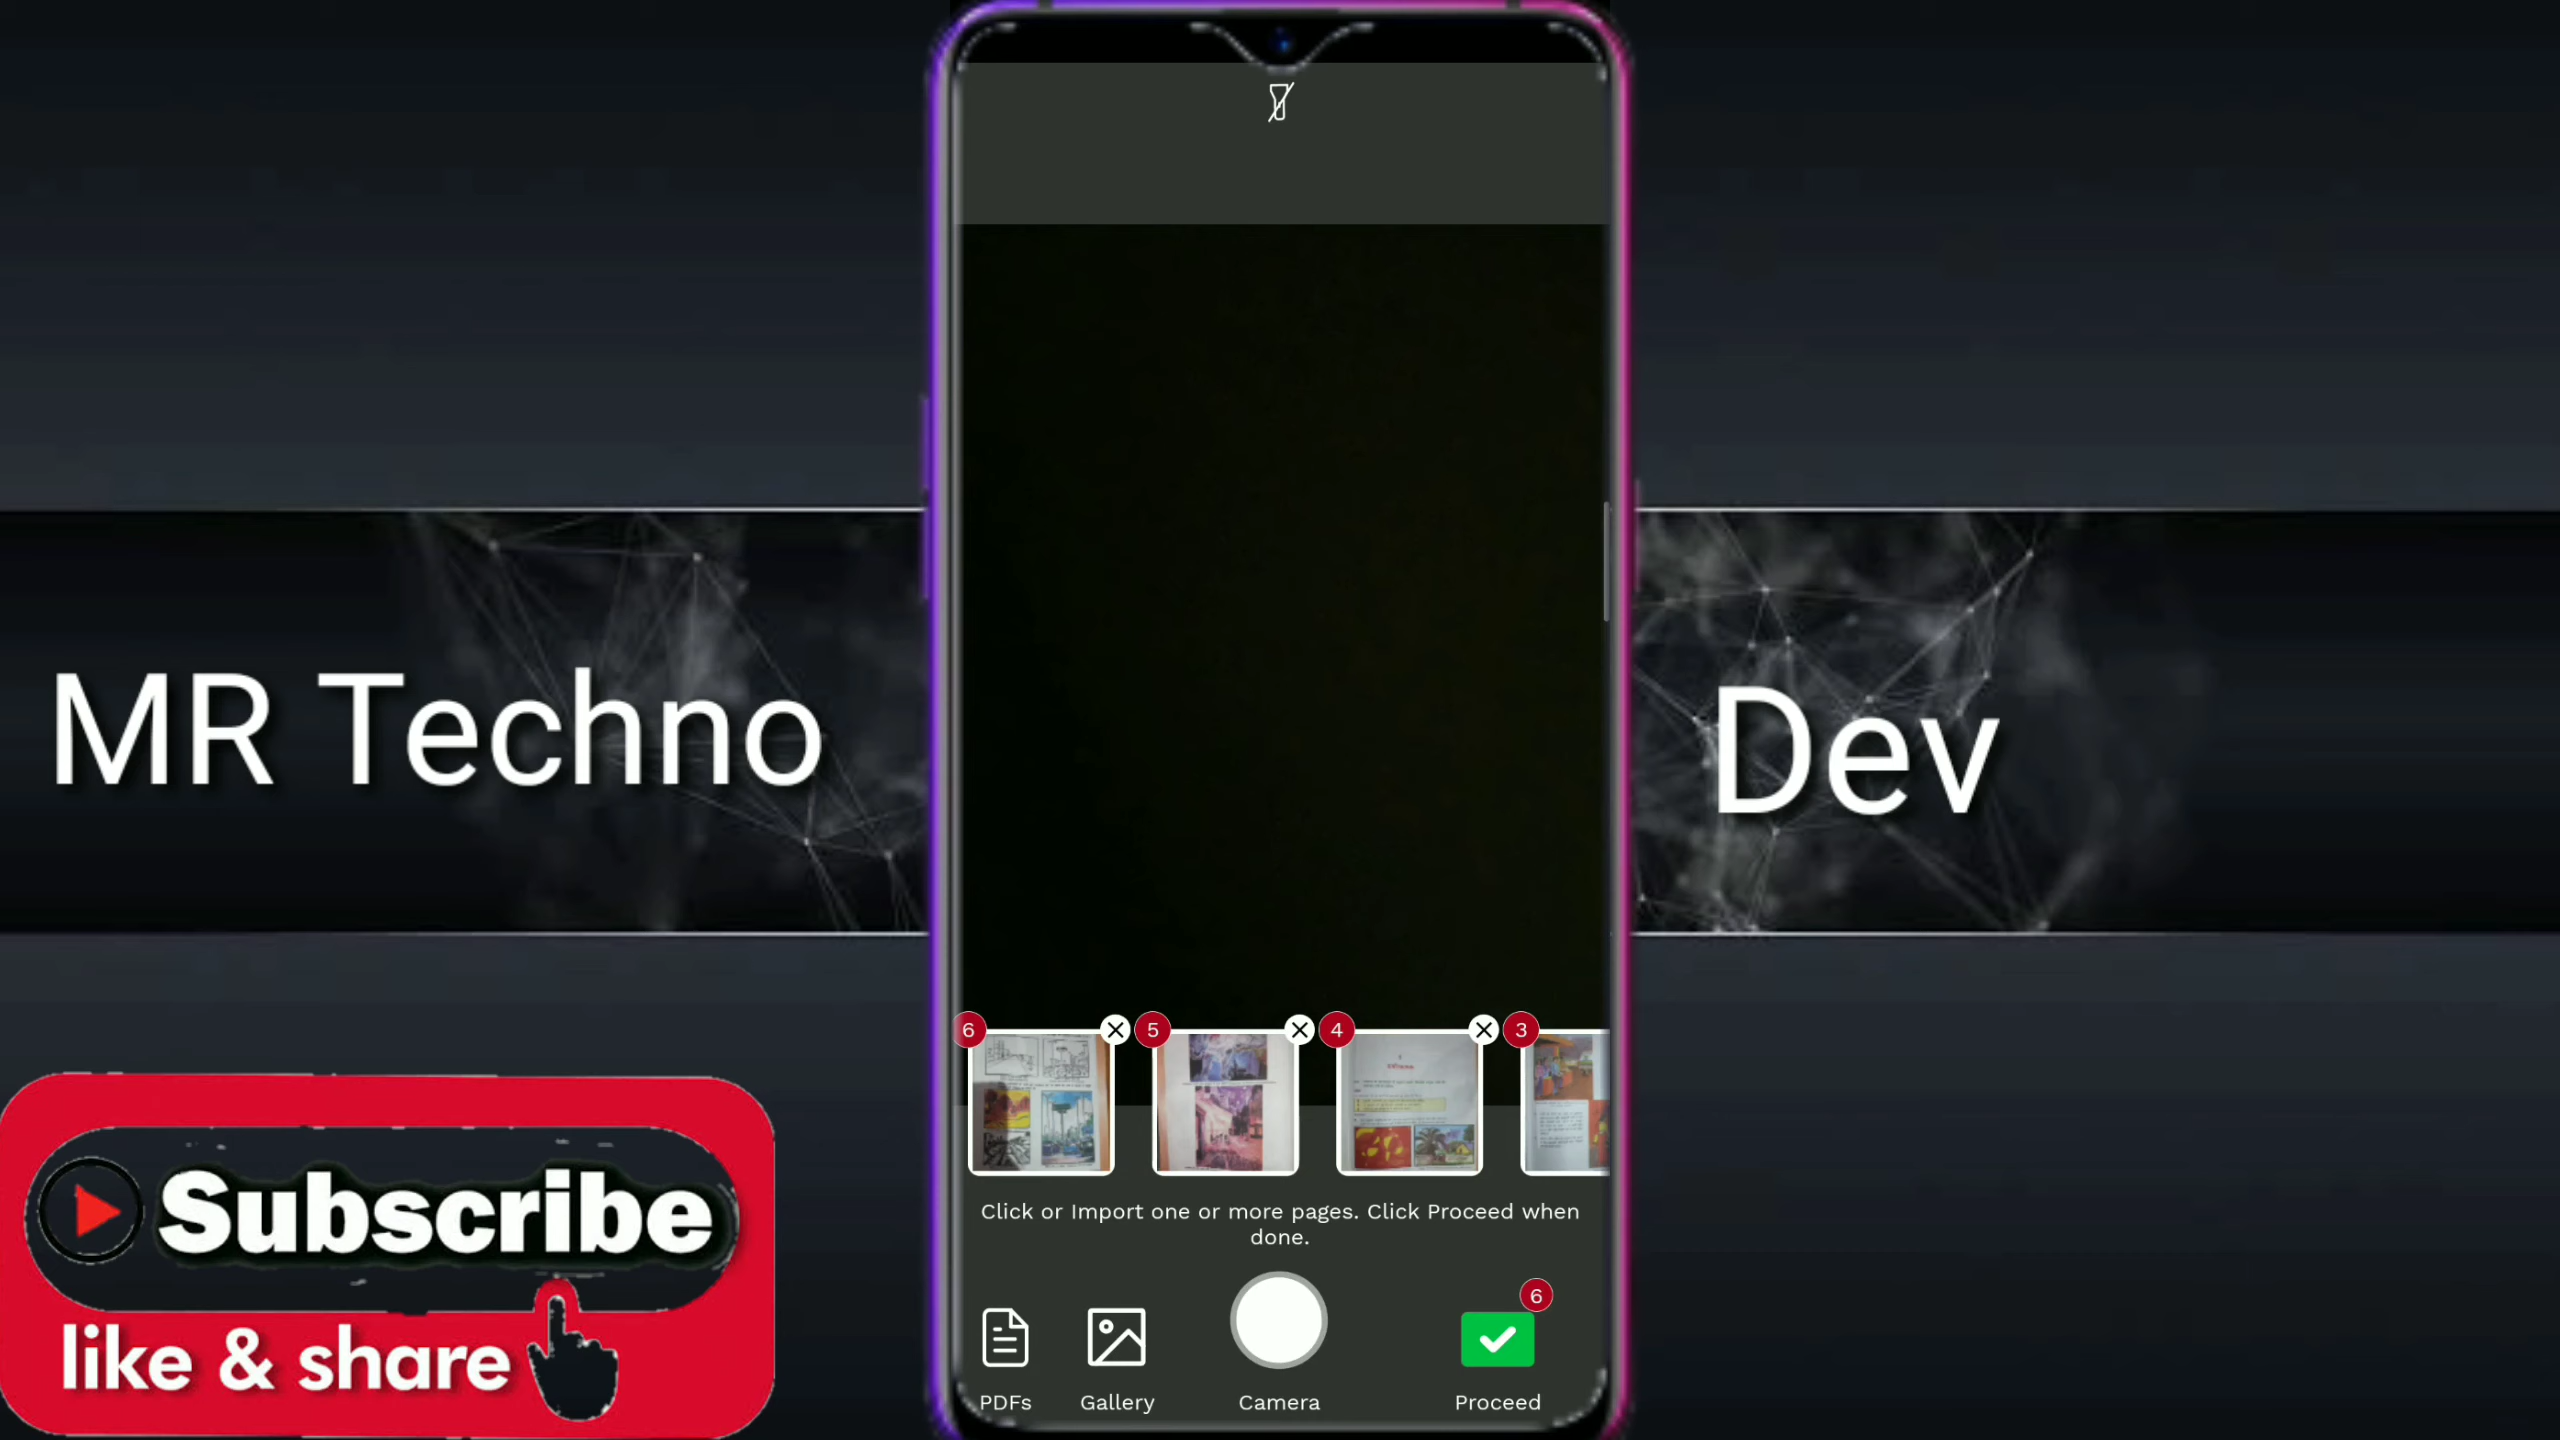 MR Techno
Dev
6
5
4
3
Click or Import one or more pages. Click Proceed when
done.
6
PDFs
Gallery
Camera
Proceed
Subscribe
like & share